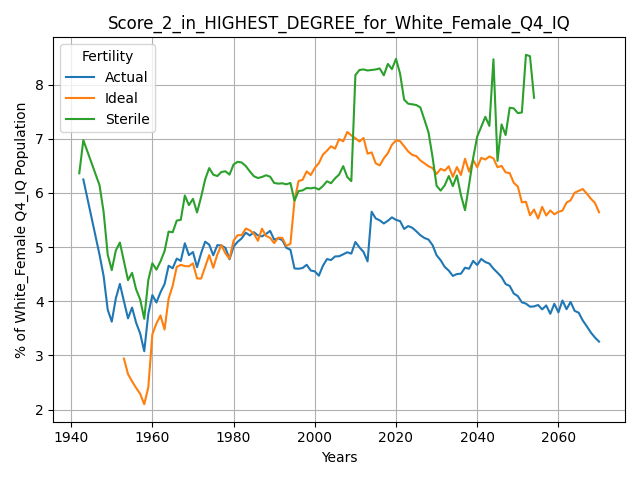 Score_2_in_HIGHEST_DEGREE_for_White_Female_Q4_IQ
Fertility
Actual
Ideal
Sterile
% of White_Female Q4_IQ Population
8
7
6
5
4
3
2
1940
1960
1980
2000
2020
2040
2060
Years